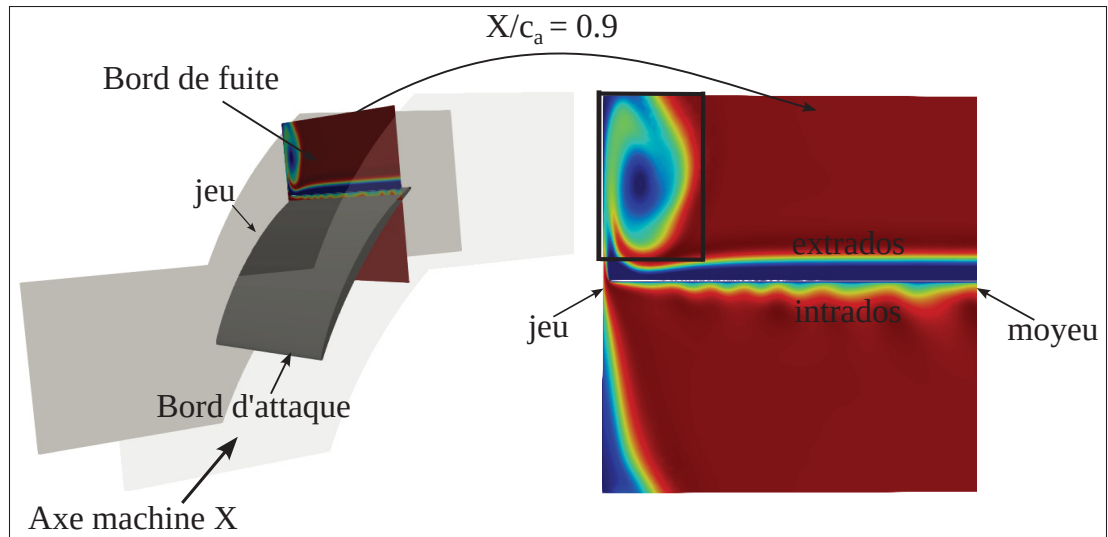 X/cₐ = 0.9
Bord de fuite
jeu
Bord d'attaque
Axe machine X
extrados
intrados
jeu
moyeu